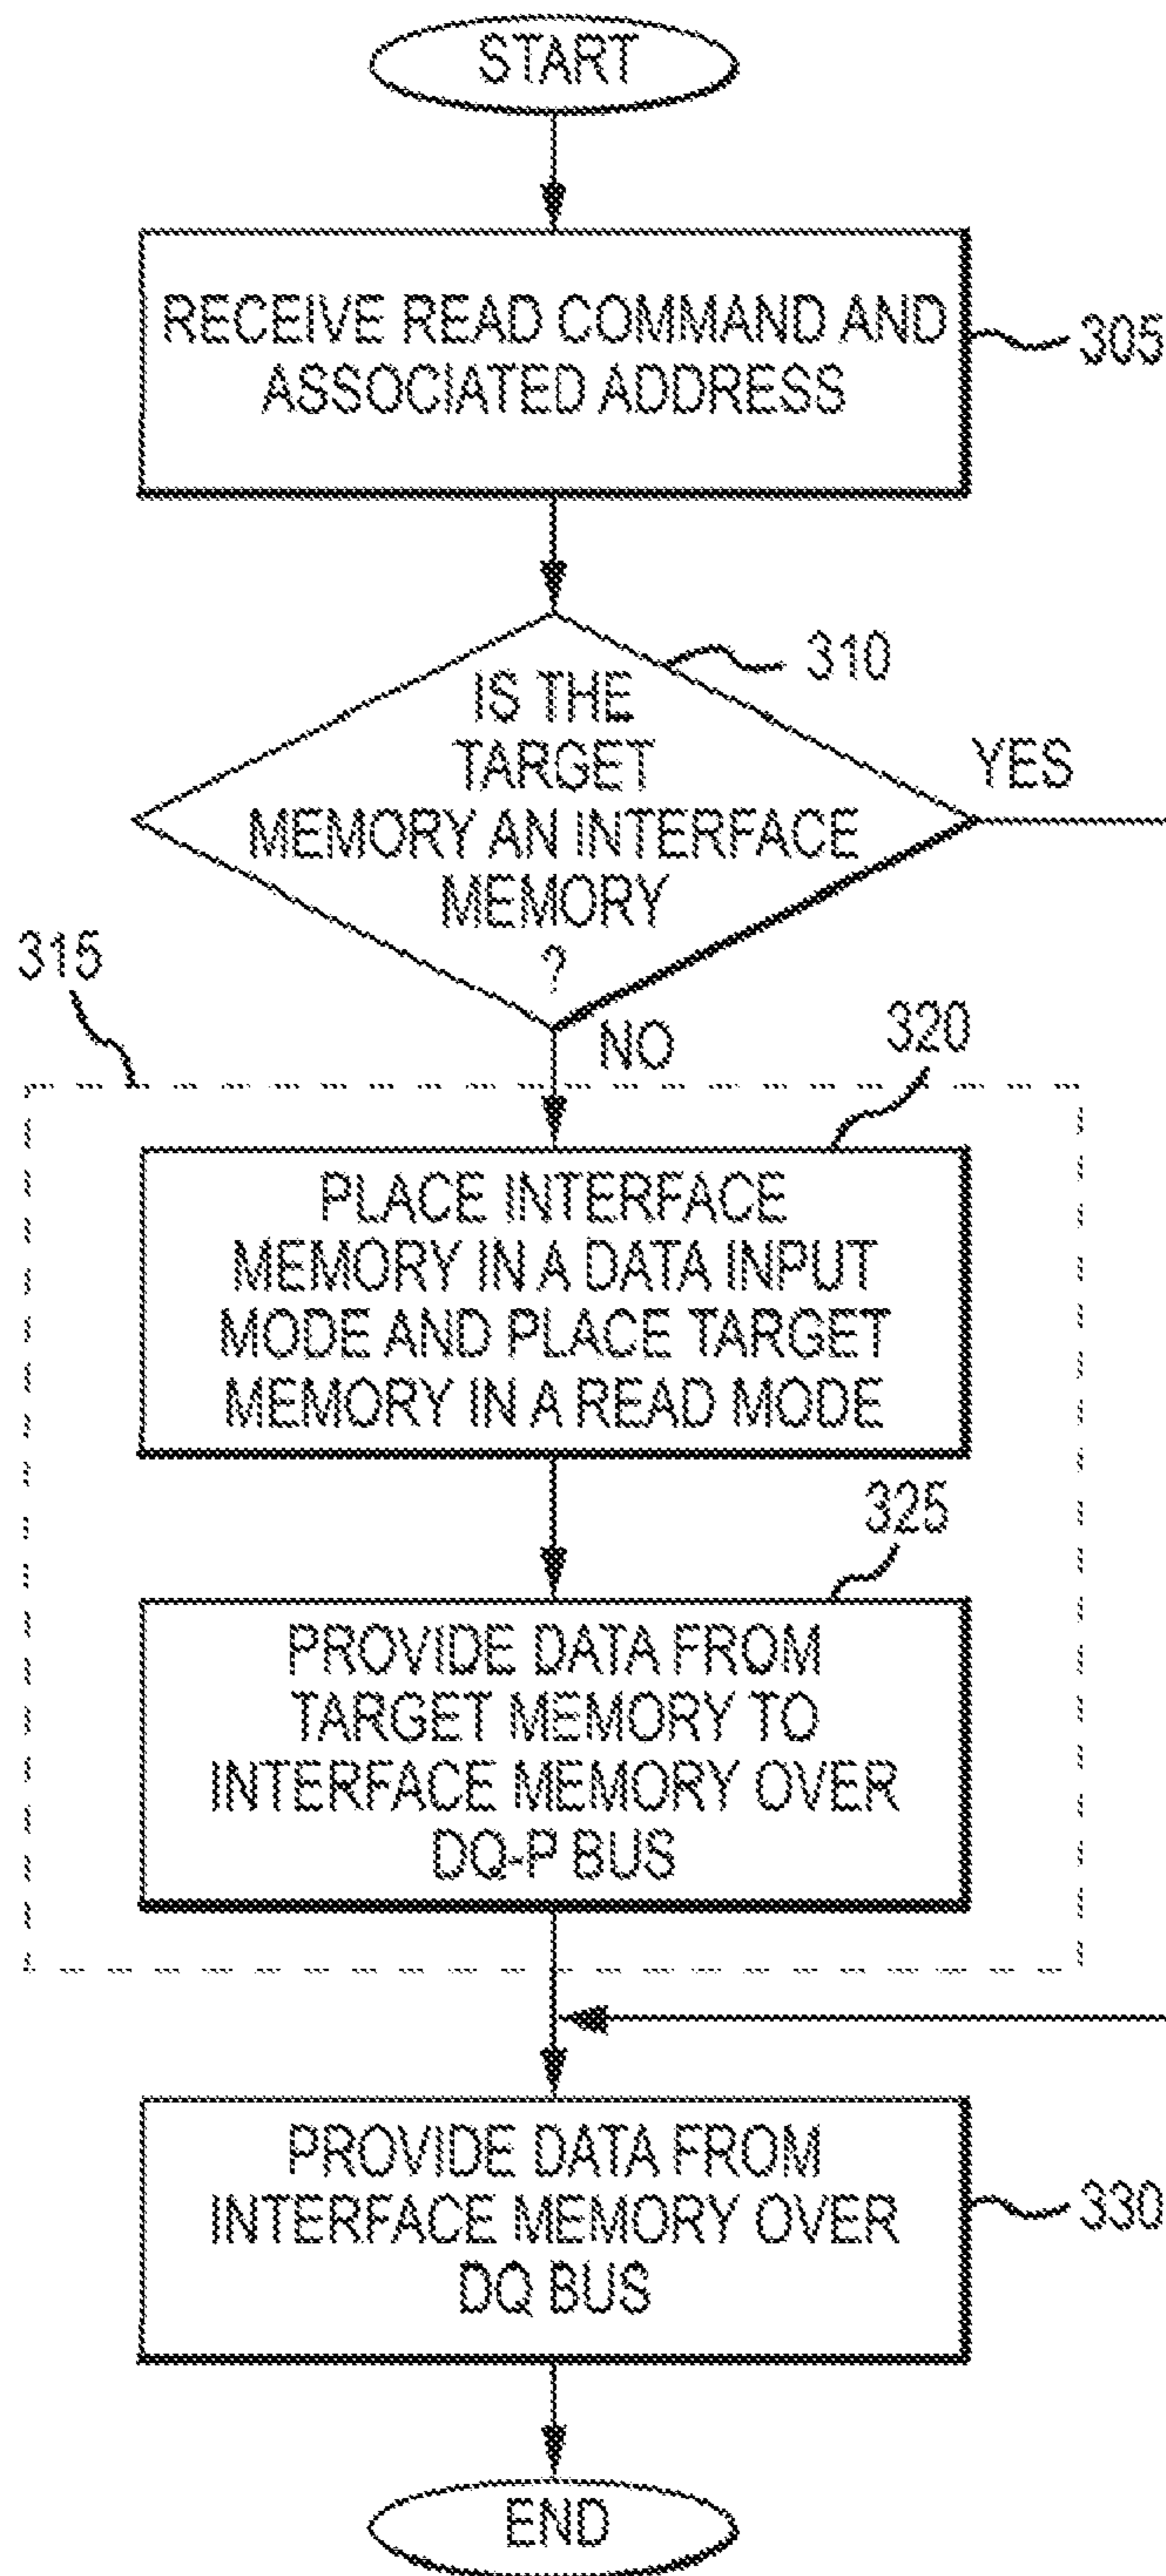 START
RECEIVE READ COMMAND AND
ASSOCIATED ADDRESS
305
310
IS THE
TARGET
MEMORY AN INTERFACE
MEMORY
?
YES
NO
315
320
PLACE INTERFACE
MEMORY IN A DATA INPUT
MODE AND PLACE TARGET
MEMORY IN A READ MODE
325
PROVIDE DATA FROM
TARGET MEMORY TO
INTERFACE MEMORY OVER
DQ-P BUS
PROVIDE DATA FROM
INTERFACE MEMORY OVER
DQ BUS
330
END